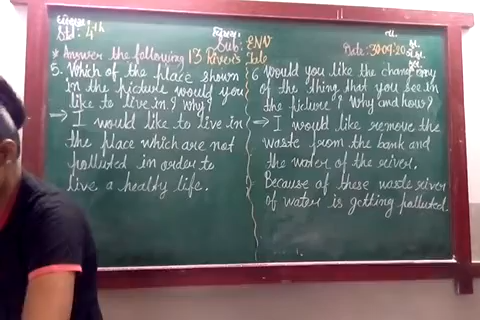 Std: 4th
Sub: ENV
Date: 30-09-20
* Answer the following 13 River's Tale
5. Which of the place shown
in the picture would you
like to live in? Why?
⇒ I would like to live in
the place which are not
polluted in order to
live a healthy life.
6 Would you like the change any
of the thing that you see in
the picture? Why and how?
⇒ I would like remove the
waste from the bank and
the water of the river.
Because of these waste river
of water is getting polluted.